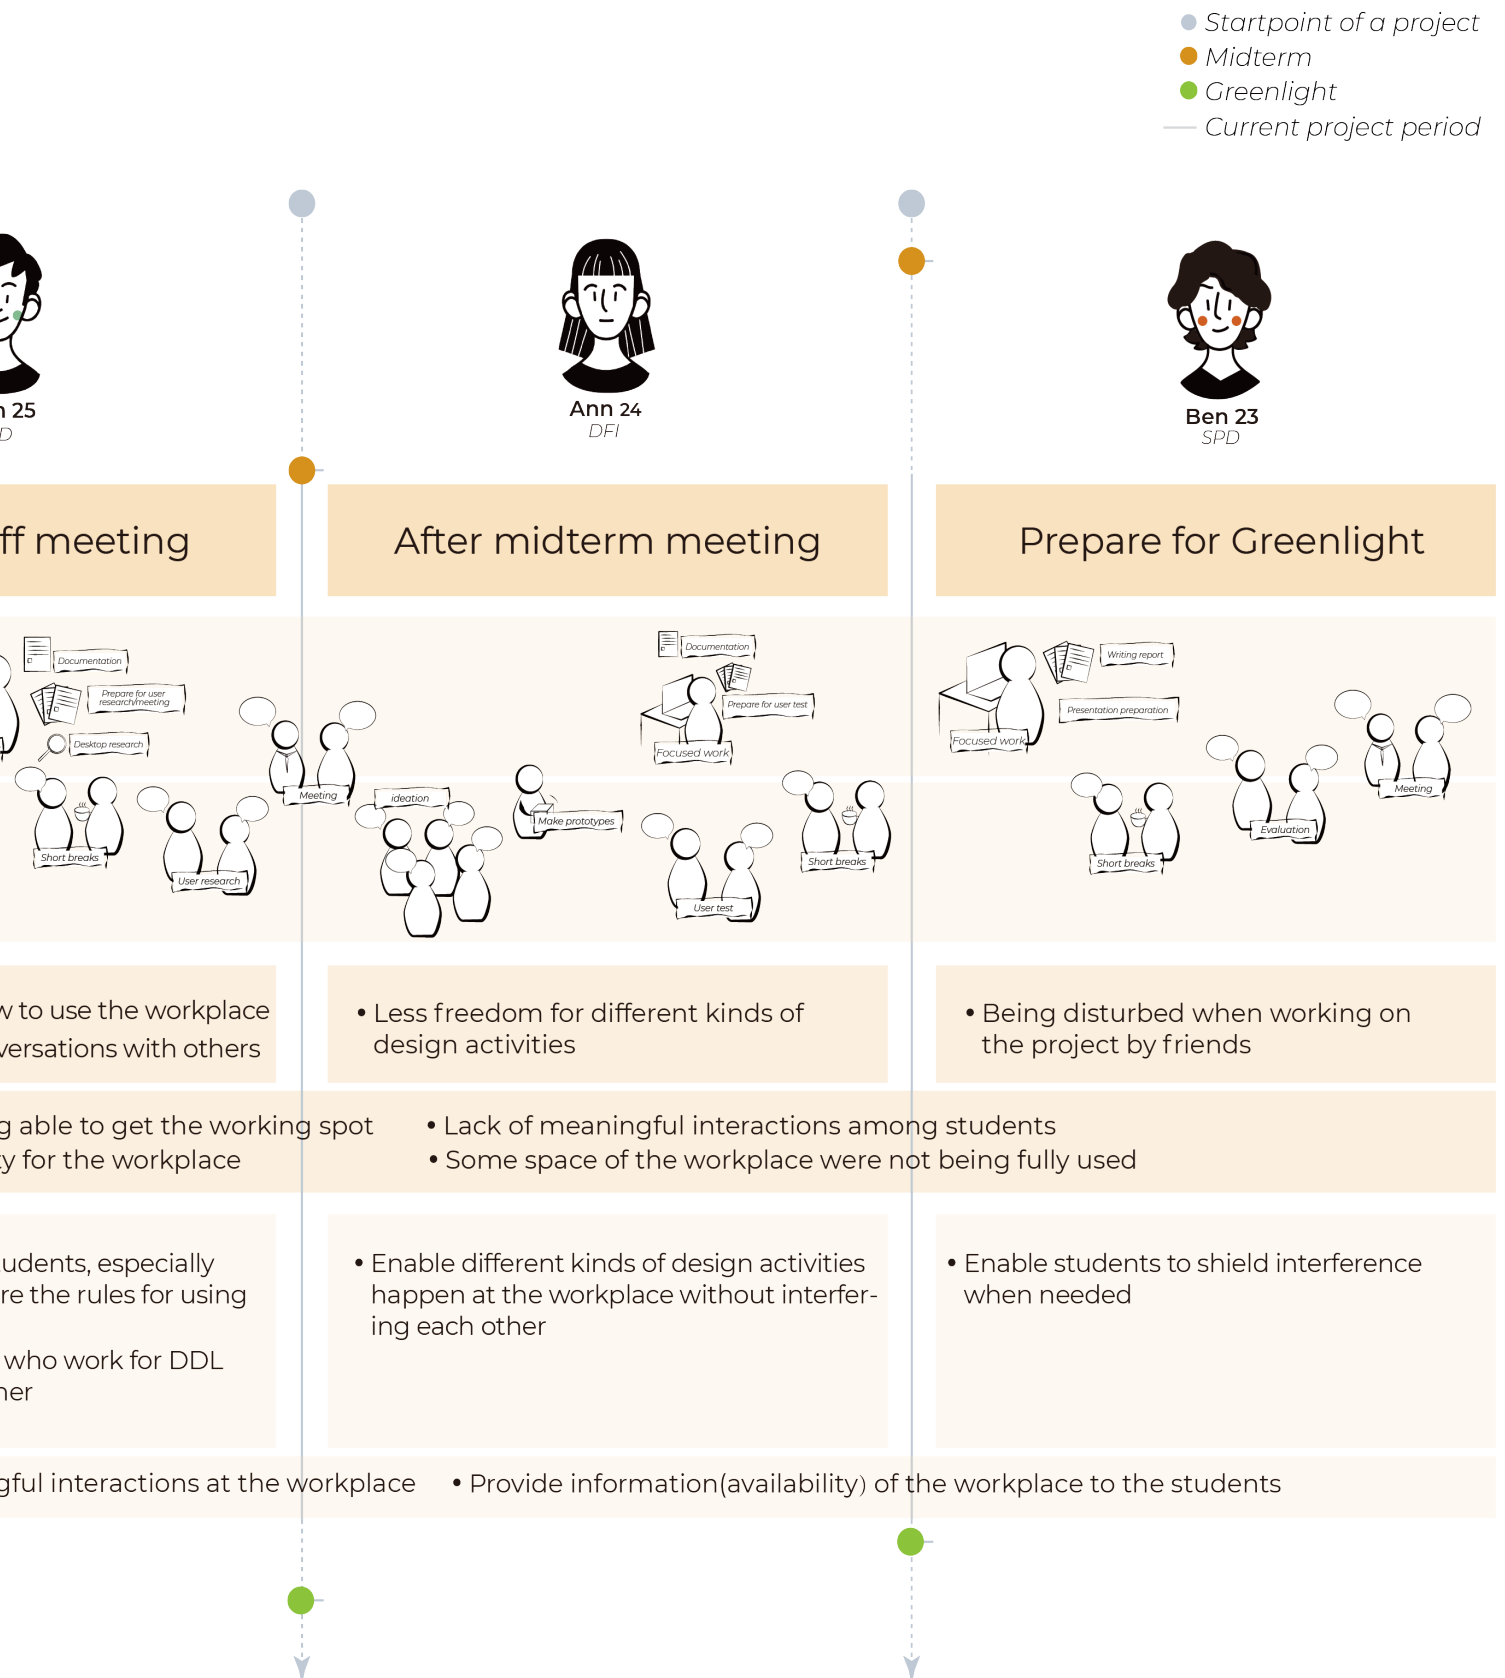 Startpoint of a project
Midterm
Greenlight
Current project period
25
D
Ann 24
DFI
Ben 23
SPD
ff meeting
After midterm meeting
Prepare for Greenlight
Documentation
Prepare for user
research/meeting
Desktop research
Short breaks
User research
Meeting
ideation
Make prototypes
Documentation
Prepare for user test
Focused work
User test
Short breaks
Writing report
Presentation preparation
Focused work
Short breaks
Evaluation
Meeting
w to use the workplace
versations with others
• Less freedom for different kinds of
design activities
• Being disturbed when working on
the project by friends
g able to get the working spot
ty for the workplace
• Lack of meaningful interactions among students
• Some space of the workplace were not being fully used
udents, especially
re the rules for using
who work for DDL
her
• Enable different kinds of design activities
happen at the workplace without interfer-
ing each other
• Enable students to shield interference
when needed
gful interactions at the workplace
• Provide information(availability) of the workplace to the students